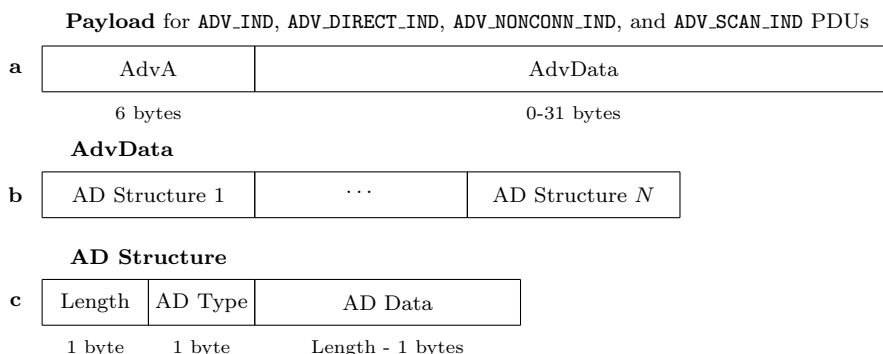 Payload for ADV_IND, ADV_DIRECT_IND, ADV_NONCONN_IND, and ADV_SCAN_IND PDUs
a AdvA AdvData
6 bytes 0-31 bytes
AdvData
b AD Structure 1 ... AD Structure N
AD Structure
c Length AD Type AD Data
1 byte 1 byte Length - 1 bytes